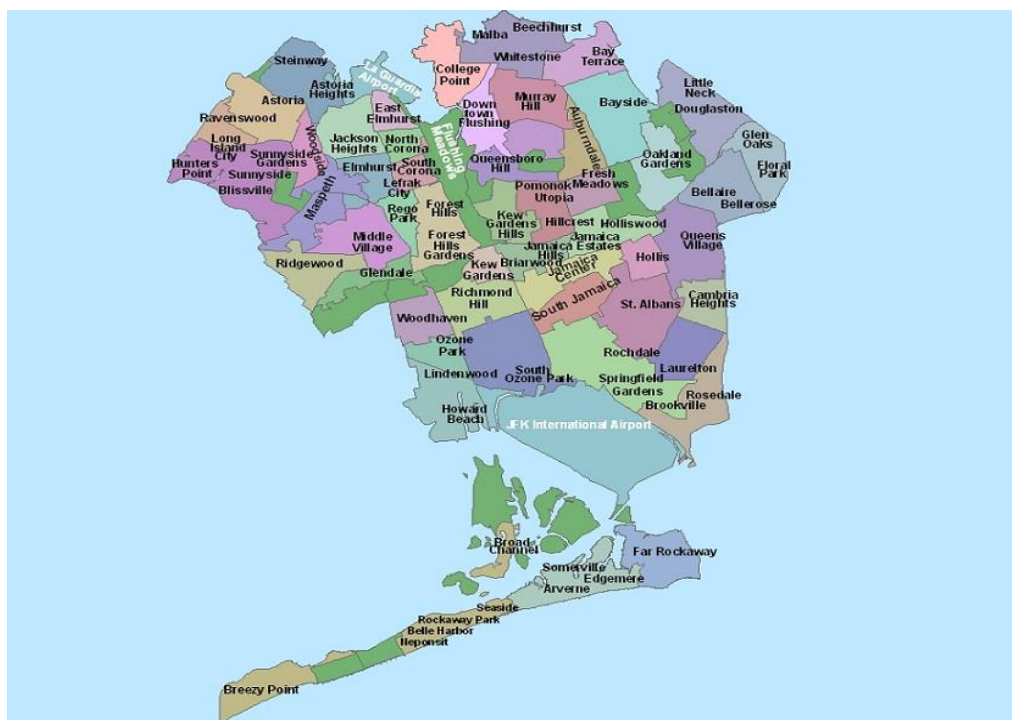 Beechhurst
Malba
Whitestone
Bay
Terrace
Steinway
La Guardia
Airport
College
Point
Little
Neck
Astoria
Heights
Astoria
East
Elmhurst
Down
town
Flushing
Murray
Hill
Bayside
Douglaston
Ravenswood
Flushing
Meadows
Auburndale
Long
Island
City
Woodside
Jackson
Heights
North
Corona
Glen
Oaks
Hunters
Point
Sunnyside
Gardens
Sunnyside
Elmhurst
South
Corona
Queensboro
Hill
Oakland
Gardens
Floral
Park
Blissville
Maspeth
Lefrak
City
Pomonok
Utopia
Fresh
Meadows
Bellaire
Bellerose
Rego
Park
Forest
Hills
Kew
Gardens
Hills
Hillcrest
Holliswood
Middle
Village
Forest
Hills
Gardens
Jamaica
Estates
Queens
Village
Jamaica
Hills
Ridgewood
Glendale
Kew
Gardens
Briarwood
Jamaica
Center
Hollis
Richmond
Hill
South Jamaica
St. Albans
Cambria
Heights
Woodhaven
Ozone
Park
Rochdale
Lindenwood
South
Ozone Park
Springfield
Gardens
Laurelton
Rosedale
Howard
Beach
Brookville
JFK International Airport
Broad
Channel
Far Rockaway
Somerville
Edgemere
Arverne
Seaside
Rockaway Park
Belle Harbor
Neponsit
Breezy Point